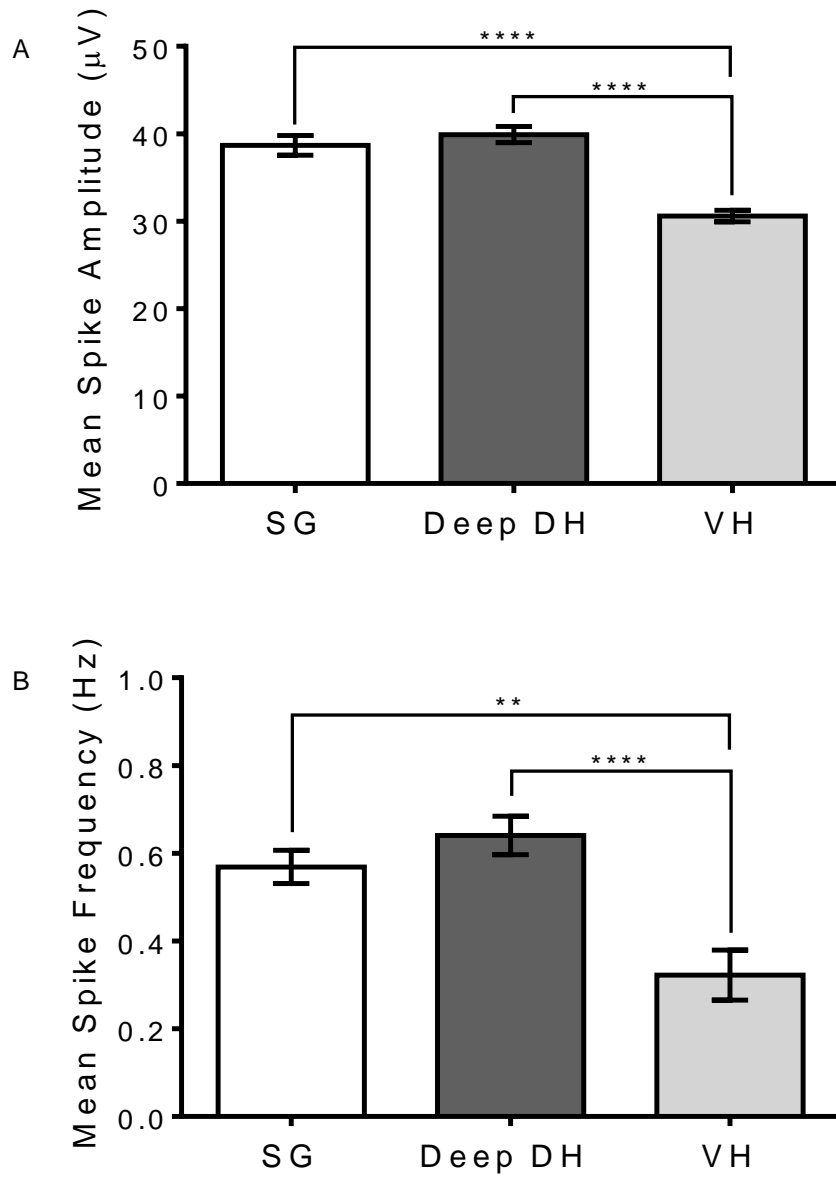 A
Mean Spike Amplitude (µV)
50
40
30
20
10
0
****
****
SG Deep DH VH
B
Mean Spike Frequency (Hz)
1.0
0.8
0.6
0.4
0.2
0.0
**
****
SG Deep DH VH